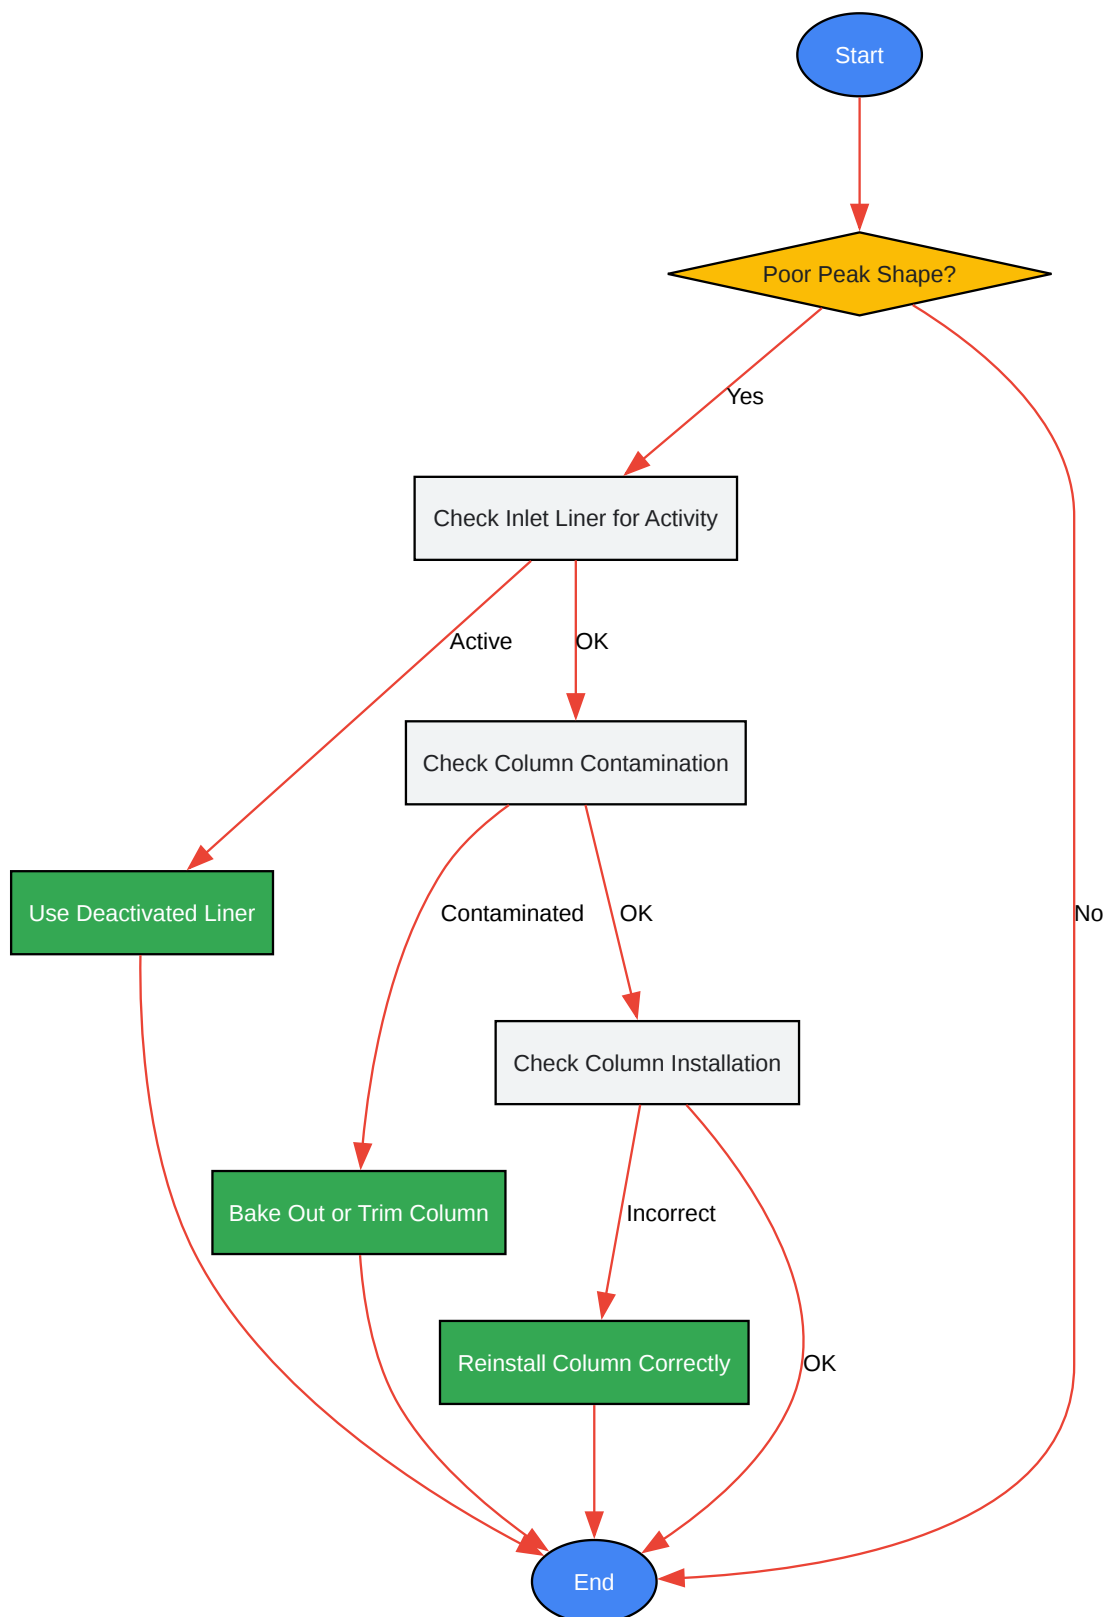 Start
Poor Peak Shape?
Yes
Check Inlet Liner for Activity
Active
OK
Check Column Contamination
Use Deactivated Liner
Contaminated
OK
No
Check Column Installation
Bake Out or Trim Column
Incorrect
Reinstall Column Correctly
OK
End